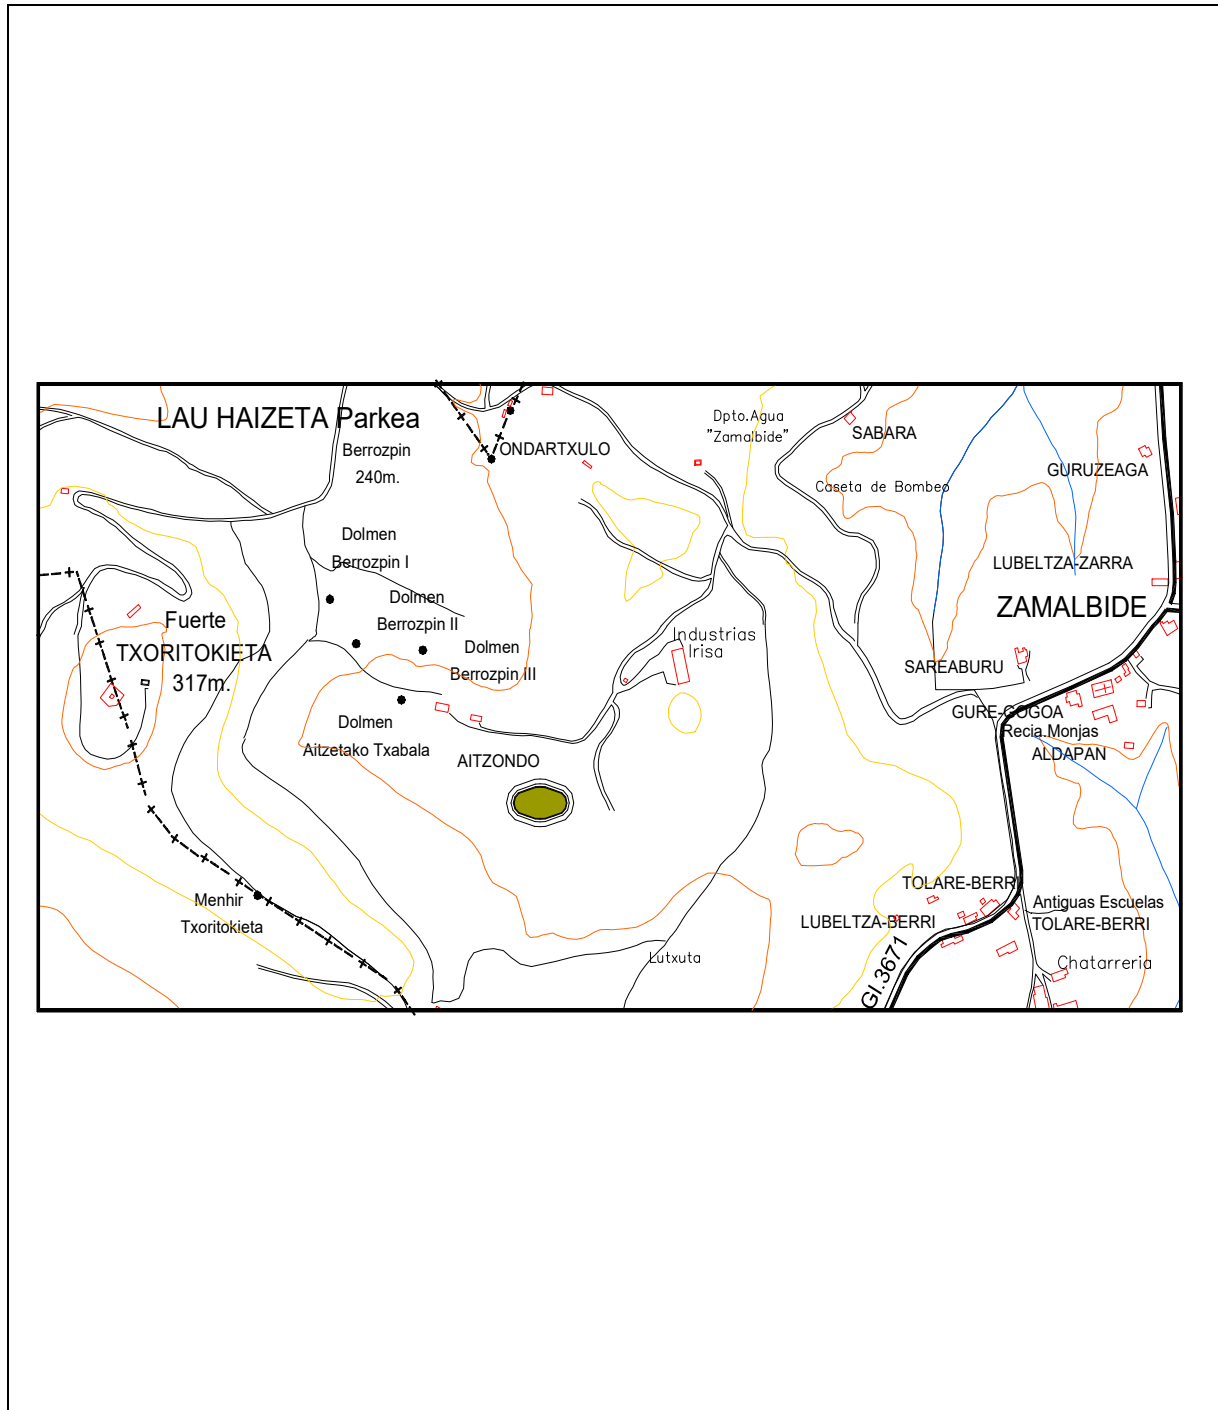 LAU HAIZETA Parkea
Berrozpin
240m.
ONDARTXULO
Dpto.Agua
"Zamalbide"
SABARA
GURUZEAGA
Caseta de Bombeo
Dolmen
Berrozpin I
LUBELTZA-ZARRA
Dolmen
Berrozpin II
ZAMALBIDE
Fuerte
TXORITOKIETA
317m.
Dolmen
Berrozpin III
Industrias
Irisa
SAREABURU
Dolmen
Aitzetako Txabala
GURE-GOGOA
Recia.Monjas
ALDAPAN
AITZONDO
TOLARE-BERRI
Menhir
Txoritokieta
LUBELTZA-BERRI
Antiguas Escuelas
TOLARE-BERRI
Lutxuta
GI.3671
Chatarreria